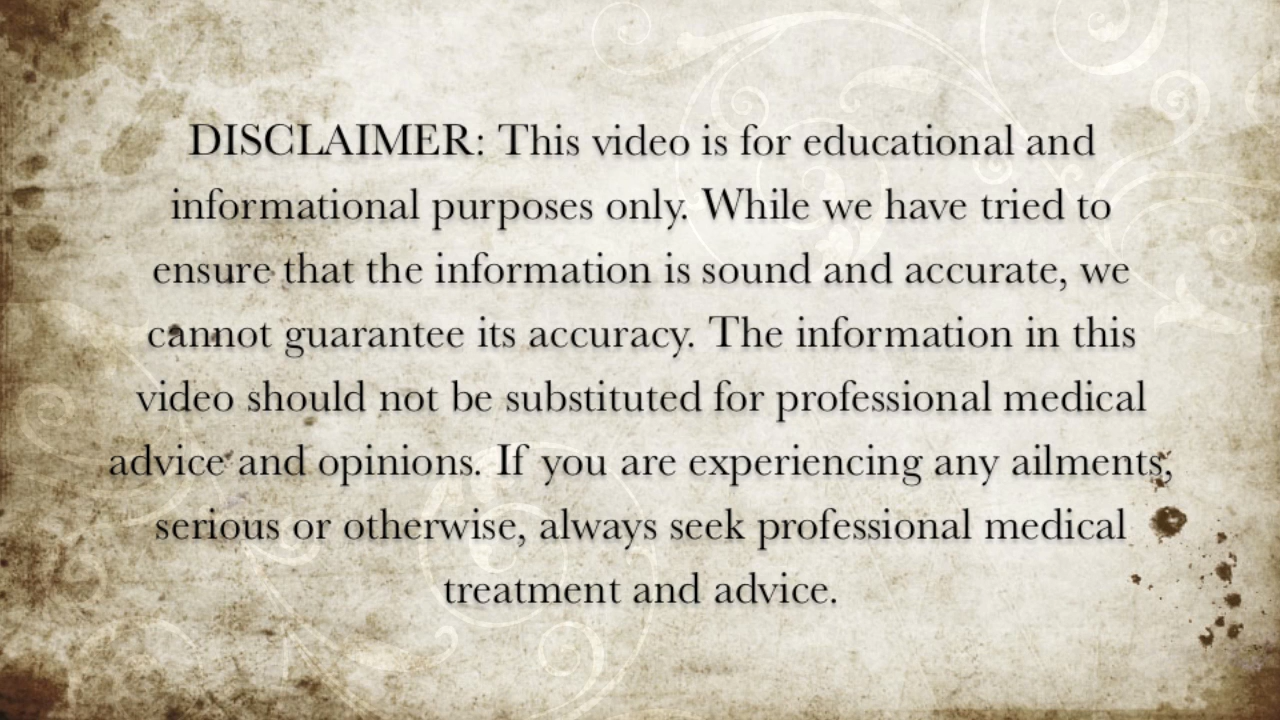 DISCLAIMER: This video is for educational and
informational purposes only. While we have tried to
ensure that the information is sound and accurate, we
cannot guarantee its accuracy. The information in this
video should not be substituted for professional medical
advice and opinions. If you are experiencing any ailments,
serious or otherwise, always seek professional medical
treatment and advice.